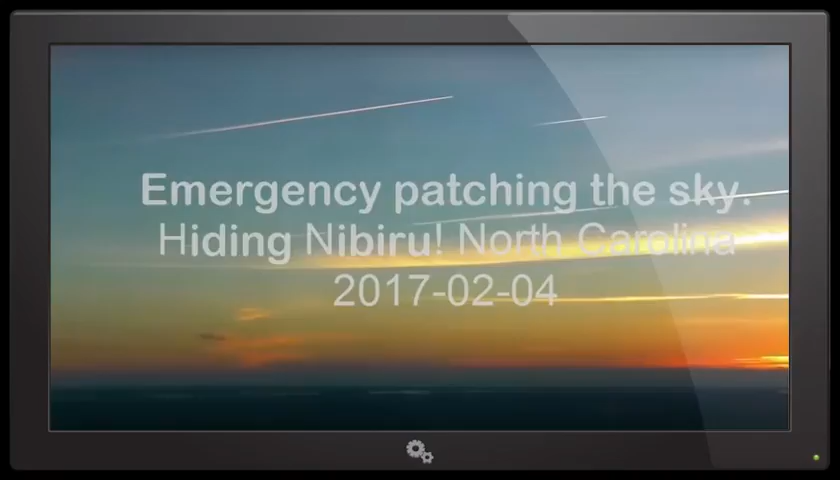 Emergency patching the sky.
Hiding Nibiru! North Carolina
2017-02-04